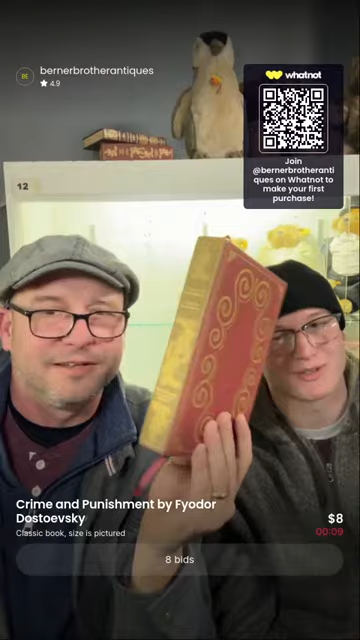 bernerbrotherantiques
4.9
whatnot
Join
@bernerbrotheranti
ques on Whatnot to
make your first
purchase!
12
Crime and Punishment by Fyodor
Dostoevsky
$8
Classic book, size is pictured
00:09
8 bids